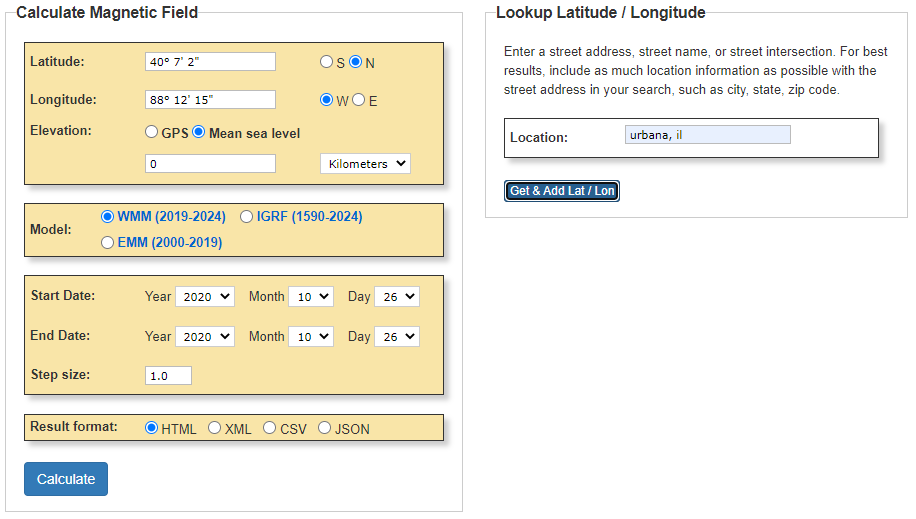 Calculate Magnetic Field
Latitude: 40° 7' 2" S N
Longitude: 88° 12' 15" W E
Elevation: GPS Mean sea level
0 Kilometers
Model: WMM (2019-2024) IGRF (1590-2024)
EMM (2000-2019)
Start Date: Year 2020 Month 10 Day 26
End Date: Year 2020 Month 10 Day 26
Step size: 1.0
Result format: HTML XML CSV JSON
Calculate
Lookup Latitude / Longitude
Enter a street address, street name, or street intersection. For best
results, include as much location information as possible with the
street address in your search, such as city, state, zip code.
Location: urbana, il
Get & Add Lat / Lon